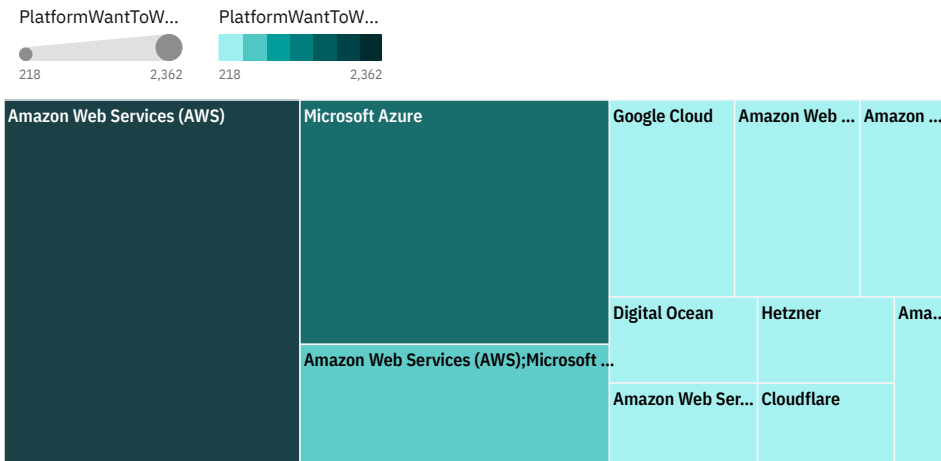 PlatformWantToW... PlatformWantToW...
218 2,362 218 2,362
Amazon Web Services (AWS) Microsoft Azure Google Cloud Amazon Web ... Amazon ...
Digital Ocean Hetzner Ama...
Amazon Web Services (AWS);Microsoft ...
Amazon Web Ser... Cloudflare